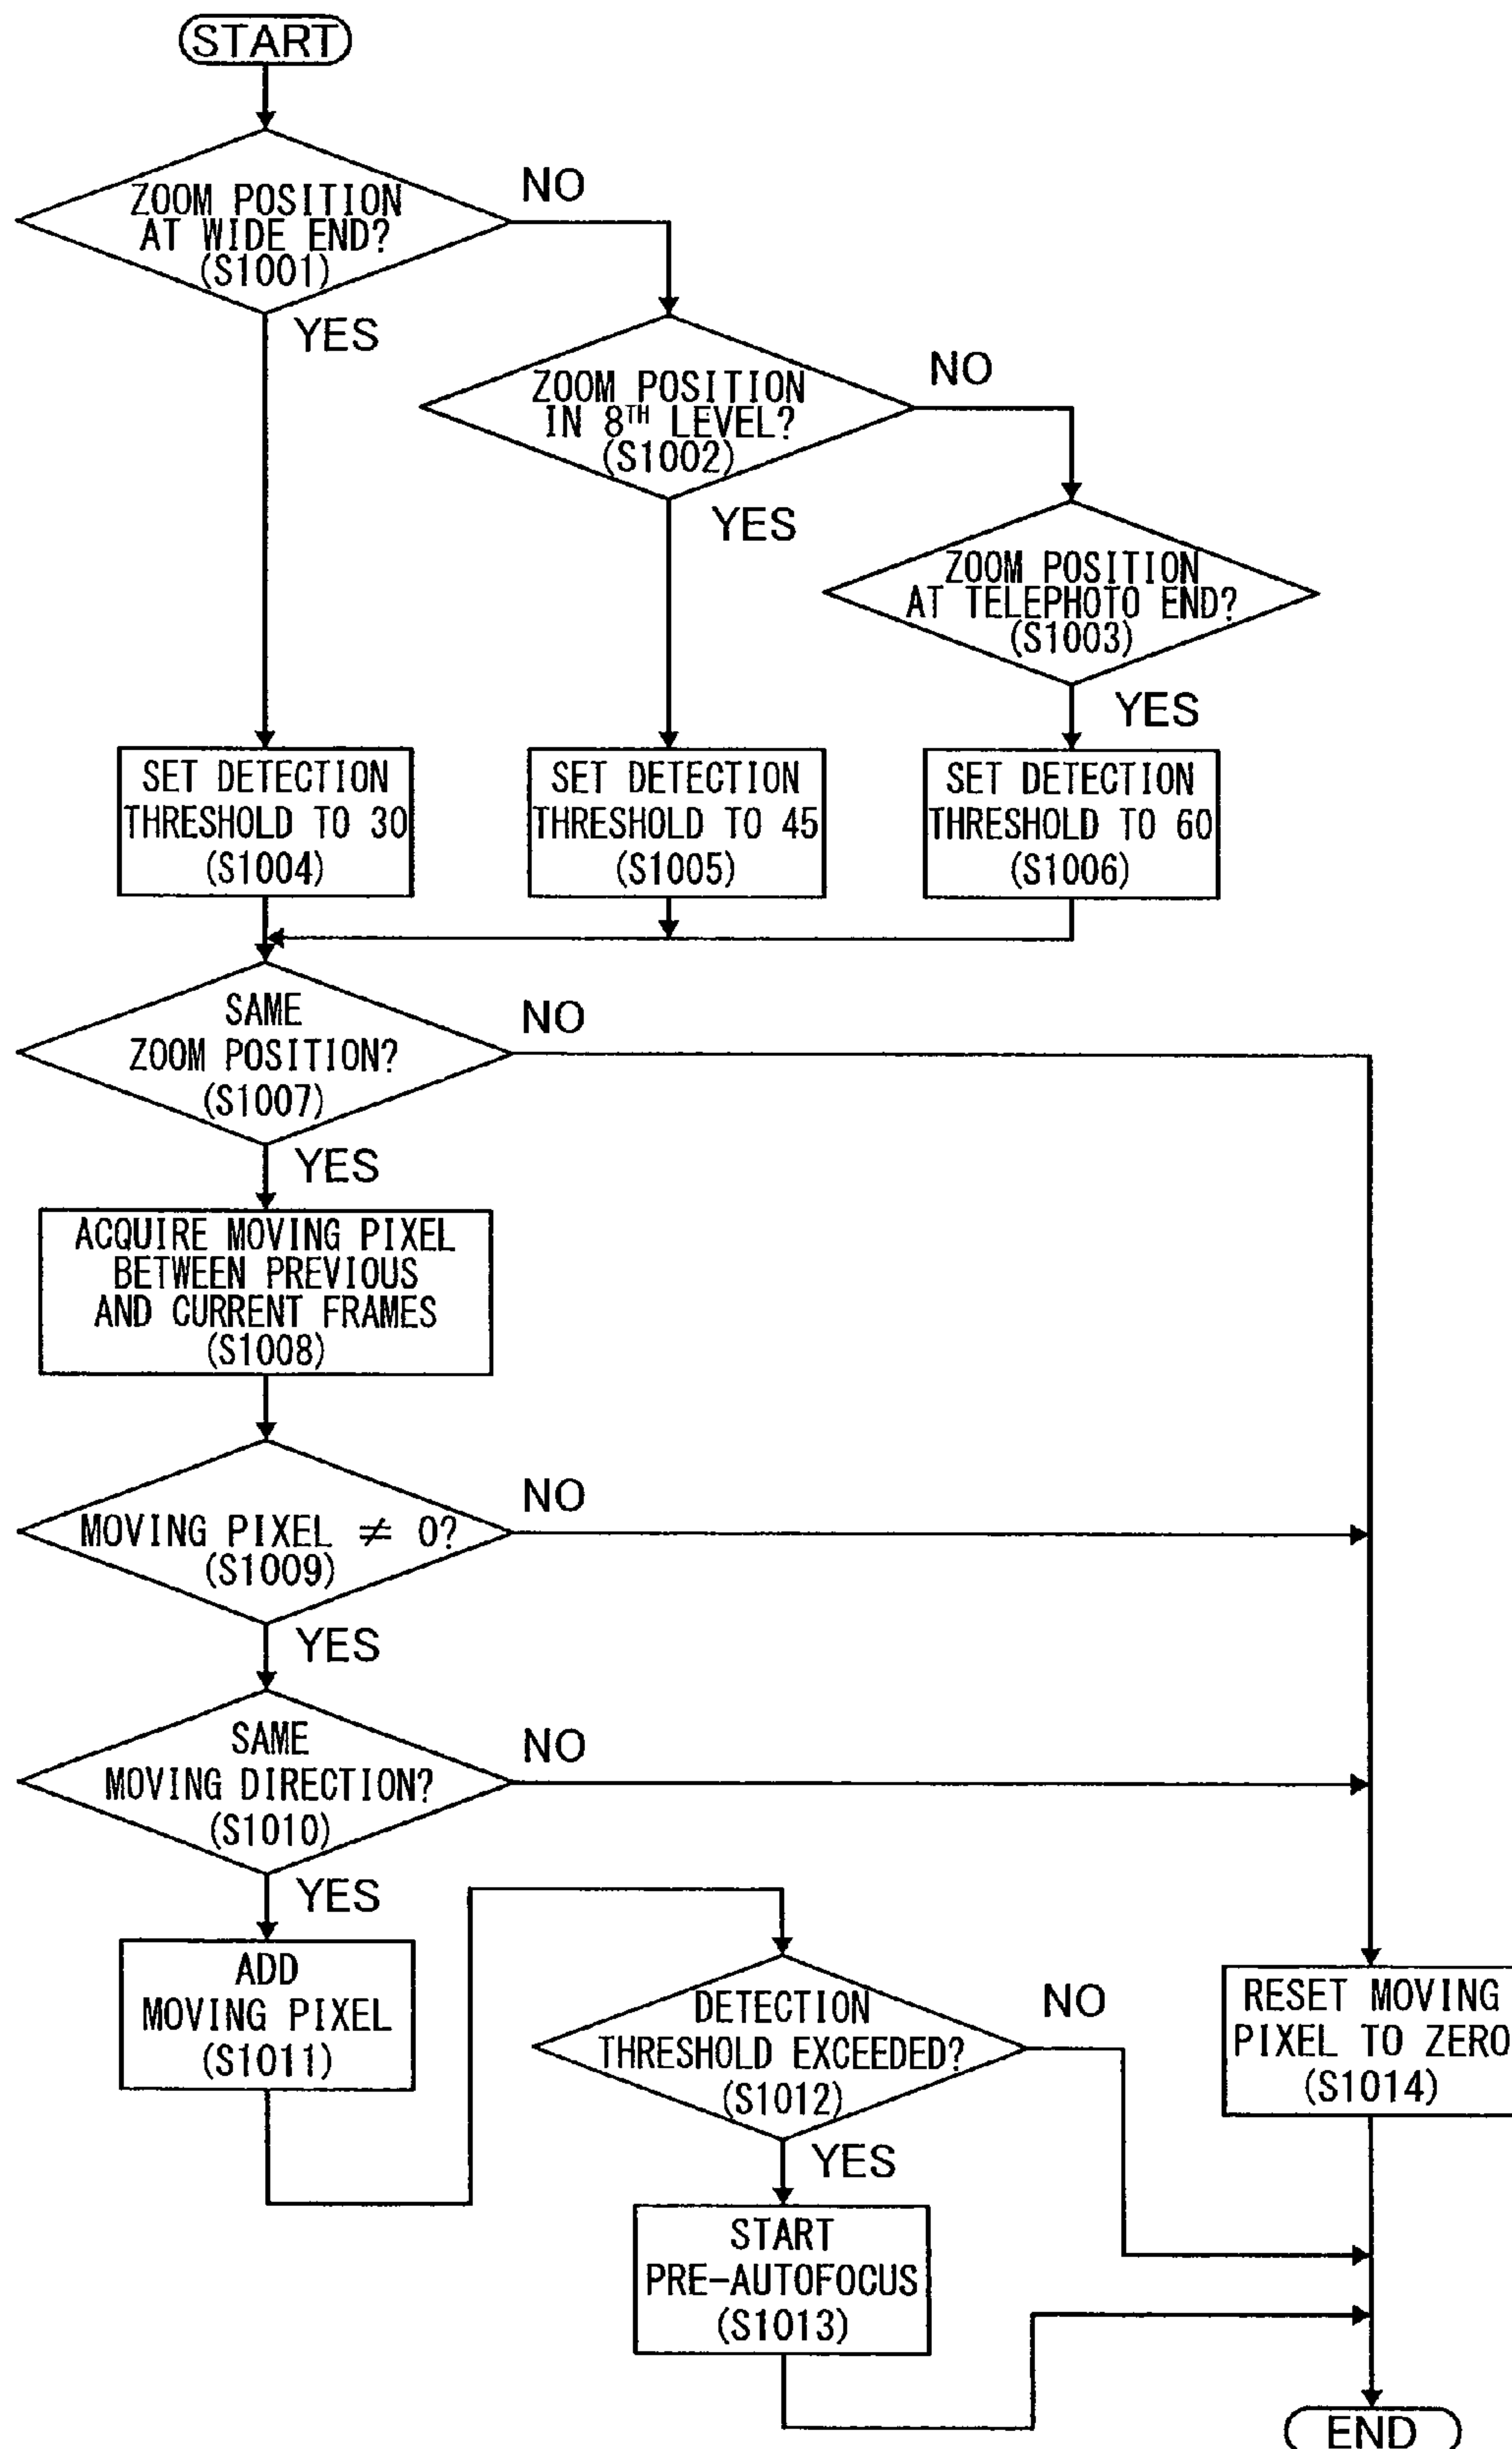 START
ZOOM POSITION
AT WIDE END?
(S1001)
NO
YES
ZOOM POSITION
IN 8TH LEVEL?
(S1002)
NO
YES
ZOOM POSITION
AT TELEPHOTO END?
(S1003)
YES
SET DETECTION
THRESHOLD TO 30
(S1004)
SET DETECTION
THRESHOLD TO 45
(S1005)
SET DETECTION
THRESHOLD TO 60
(S1006)
SAME
ZOOM POSITION?
(S1007)
NO
YES
ACQUIRE MOVING PIXEL
BETWEEN PREVIOUS
AND CURRENT FRAMES
(S1008)
MOVING PIXEL ≠ 0?
(S1009)
NO
YES
SAME
MOVING DIRECTION?
(S1010)
NO
YES
ADD
MOVING PIXEL
(S1011)
DETECTION
THRESHOLD EXCEEDED?
(S1012)
NO
YES
RESET MOVING
PIXEL TO ZERO
(S1014)
START
PRE-AUTOFOCUS
(S1013)
END